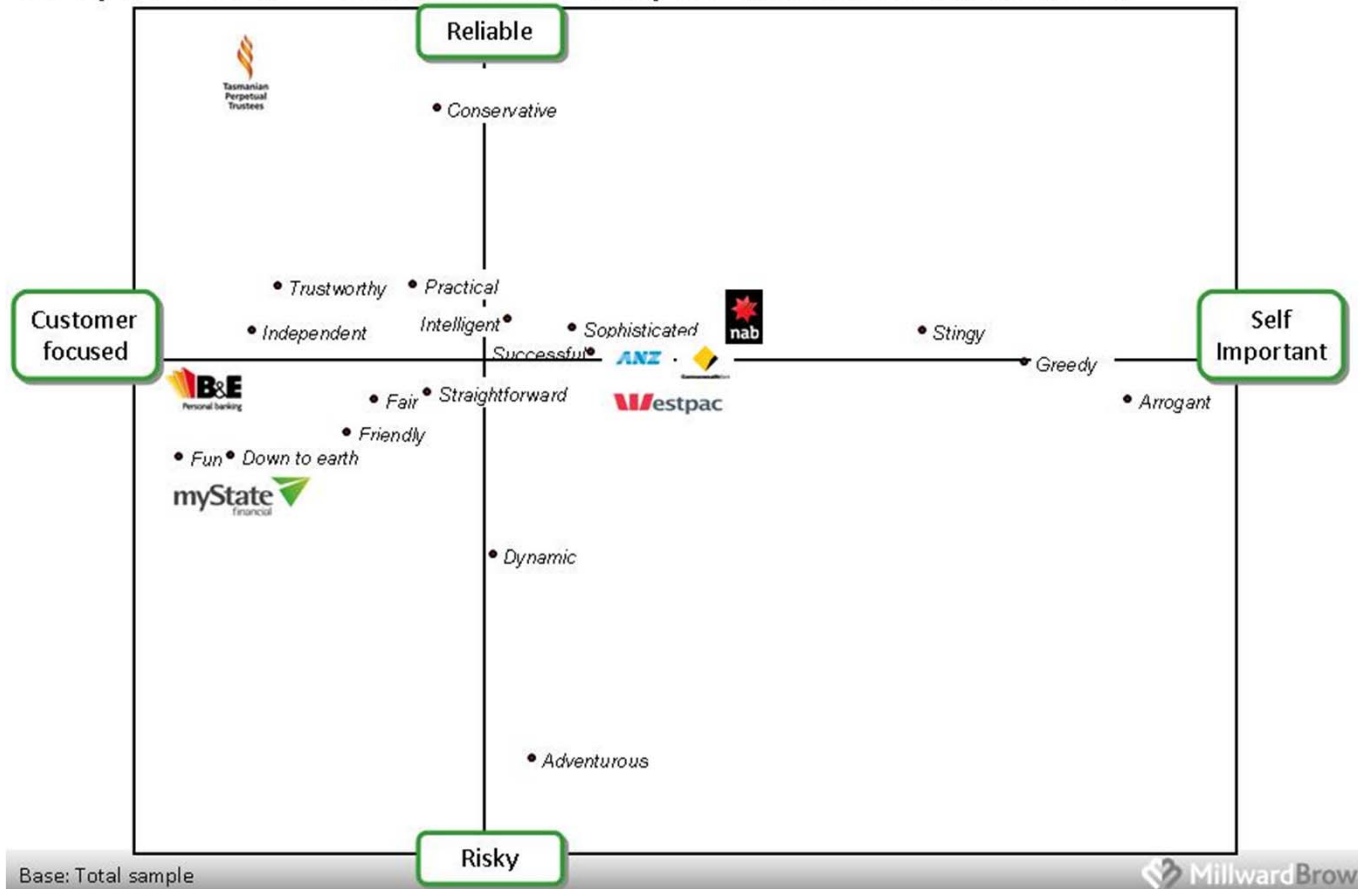 Reliable
Tasmanian
Perpetual
Trustees
Conservative
Trustworthy
Practical
Customer
focused
Independent
Intelligent
Sophisticated
nab
Stingy
Self
Important
Successful
ANZ
CommonwealthBank
Greedy
B&E
Personal banking
Fair
Straightforward
Westpac
Arrogant
Friendly
Fun
Down to earth
myState
financial
Dynamic
Adventurous
Risky
Base: Total sample
MillwardBrow